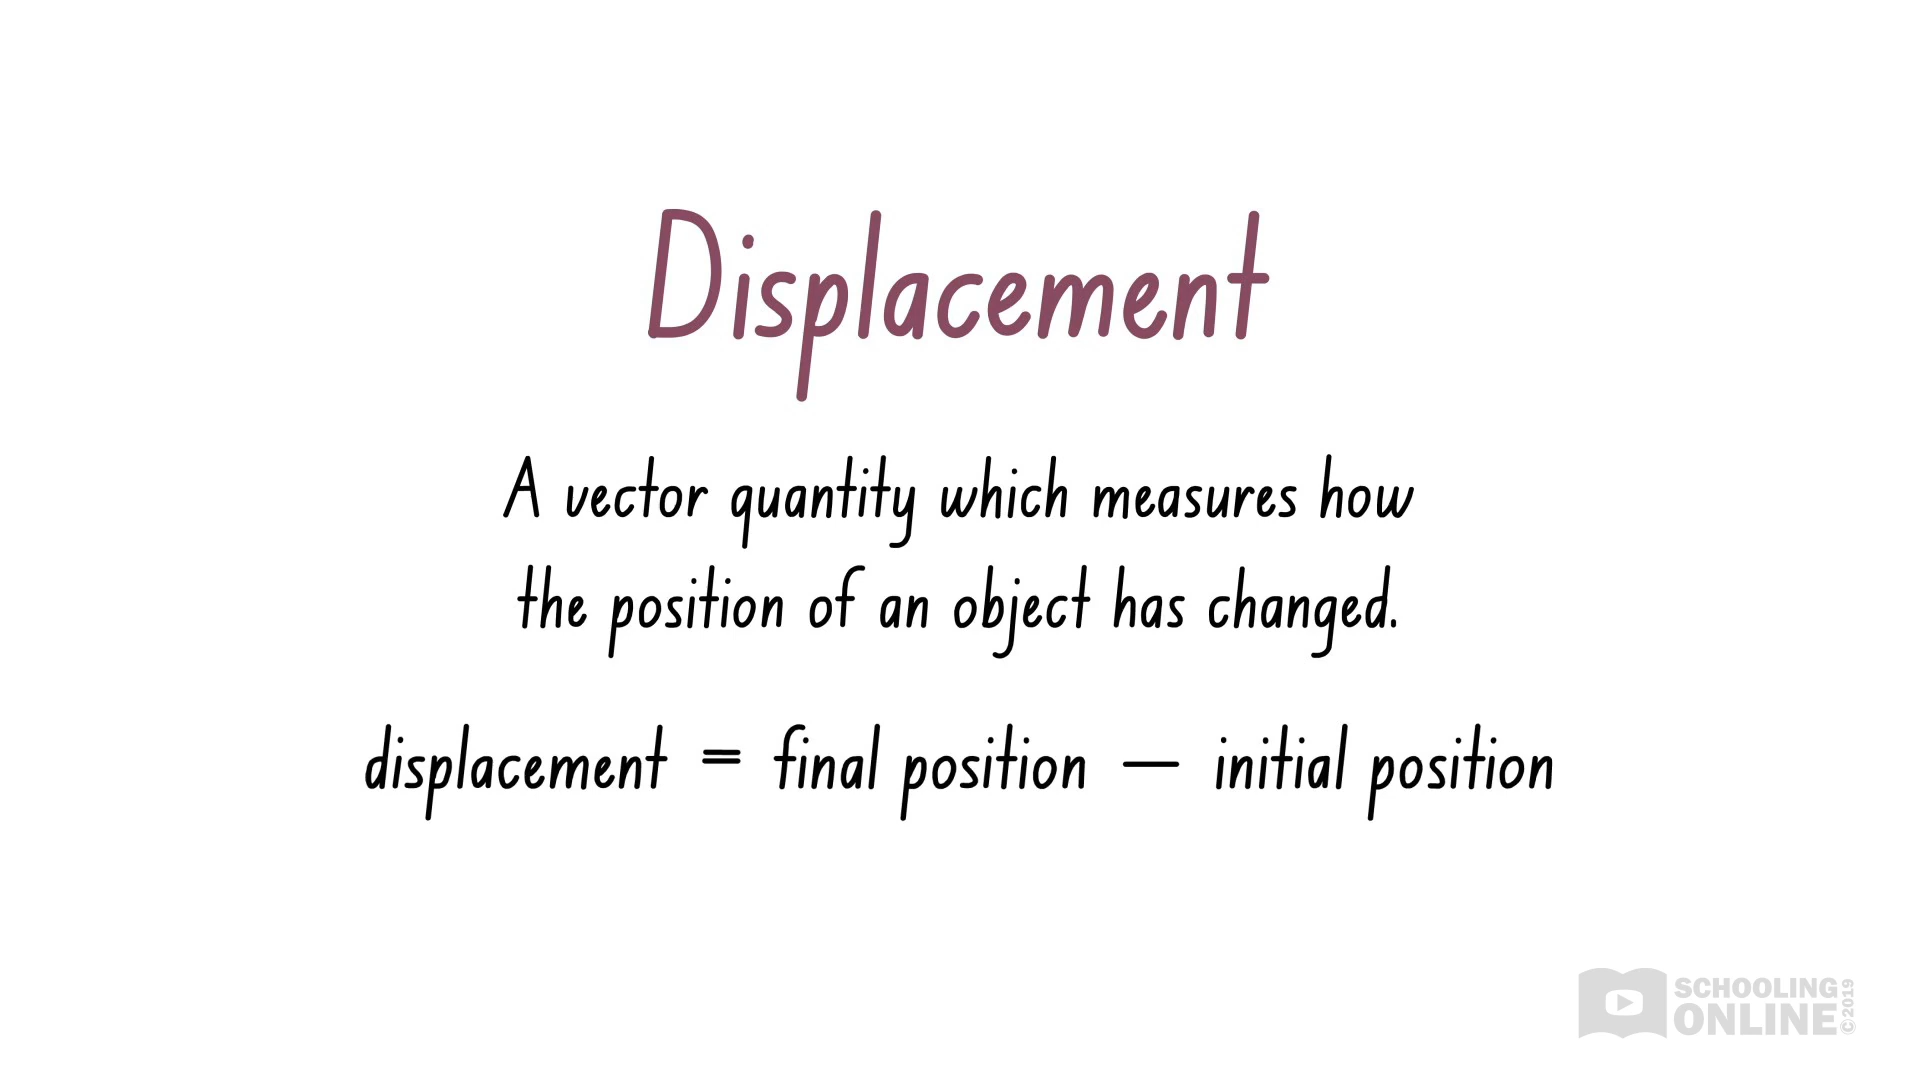 Displacement
A vector quantity which measures how
the position of an object has changed.
displacement = final position — initial position
SCHOOLING
ONLINE
©2019